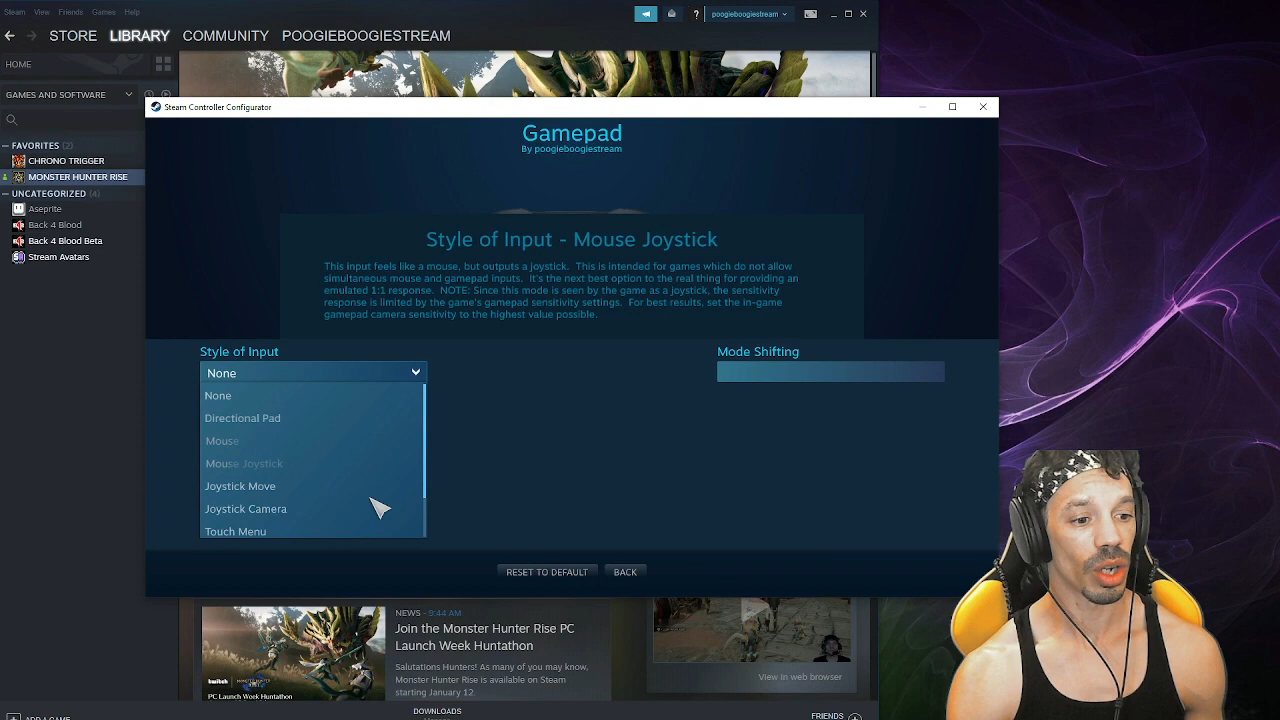 Steam View Friends Games Help
poogieboogiestream
STORE LIBRARY COMMUNITY POOGIEBOOGIESTREAM
HOME
GAMES AND SOFTWARE
FAVORITES (2)
CHRONO TRIGGER
MONSTER HUNTER RISE
UNCATEGORIZED (4)
Aseprite
Back 4 Blood
Back 4 Blood Beta
Stream Avatars
Steam Controller Configurator
Gamepad
By poogieboogiestream
Style of Input - Mouse Joystick
This input feels like a mouse, but outputs a joystick. This is intended for games which do not allow
simultaneous mouse and gamepad inputs. It's the next best option to the real thing for providing an
emulated 1:1 response. NOTE: Since this mode is seen by the game as a joystick, the sensitivity
response is limited by the game's gamepad sensitivity settings. For best results, set the in-game
gamepad camera sensitivity to the highest value possible.
Style of Input
None
None
Directional Pad
Mouse
Mouse Joystick
Joystick Move
Joystick Camera
Touch Menu
Mode Shifting
RESET TO DEFAULT BACK
twitch
PC Launch Week Huntathon
NEWS - 9:44 AM
Join the Monster Hunter Rise PC
Launch Week Huntathon
Salutations Hunters! As many of you may know,
Monster Hunter Rise is available on Steam
starting January 12.
View in web browser
ADD A GAME
DOWNLOADS
Manage
FRIENDS